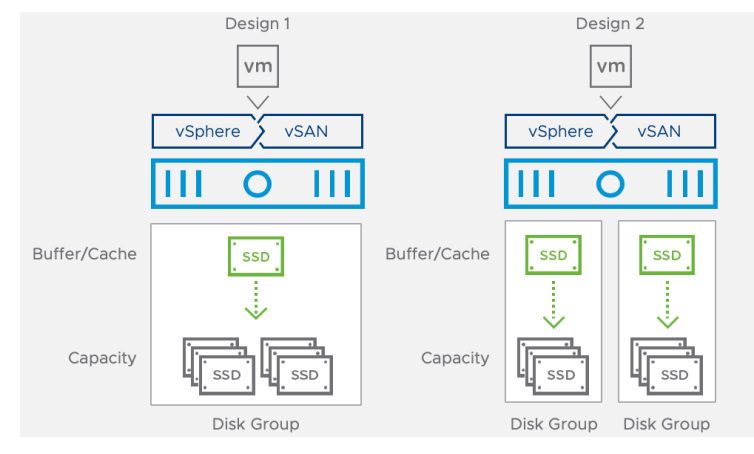 Design 1
vm
vSphere
vSAN
Buffer/Cache
SSD
Capacity
SSD
SSD
Disk Group
Design 2
vm
vSphere
vSAN
Buffer/Cache
SSD
SSD
Capacity
SSD
SSD
Disk Group
Disk Group